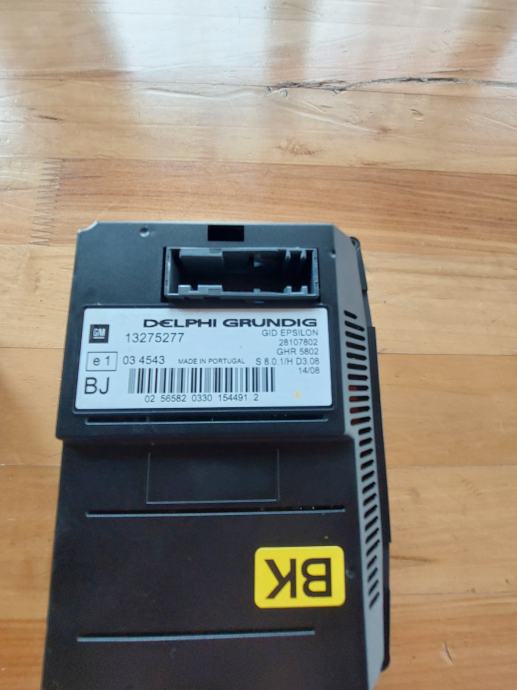 DELPHI GRUNDIG
GM
13275277
GID EPSILON
28107802
GHR 5802
e 1
03 4543
MADE IN PORTUGAL
S 8.0.1/H D3,08
14/08
BJ
02 56582 0330 154491 2
BK